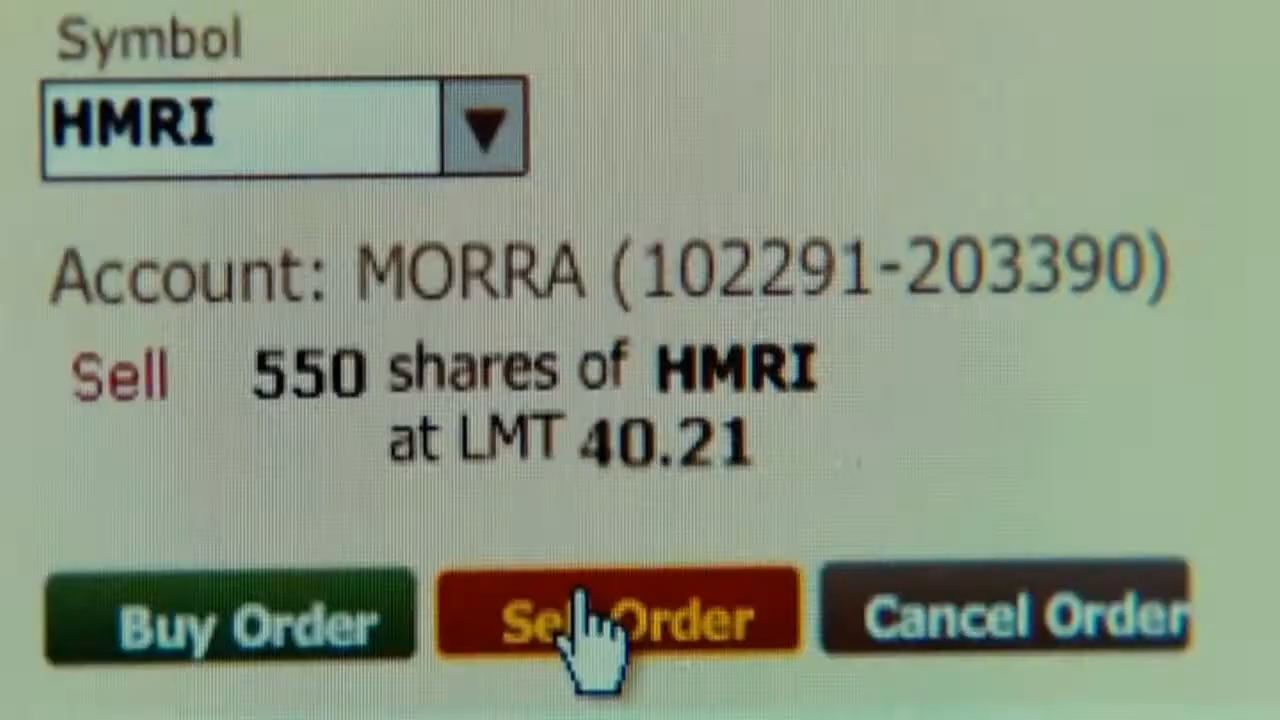 Symbol
HMRI
Account: MORRA (102291-203390)
Sell 550 shares of HMRI
at LMT 40.21
Buy Order Sell Order Cancel Order